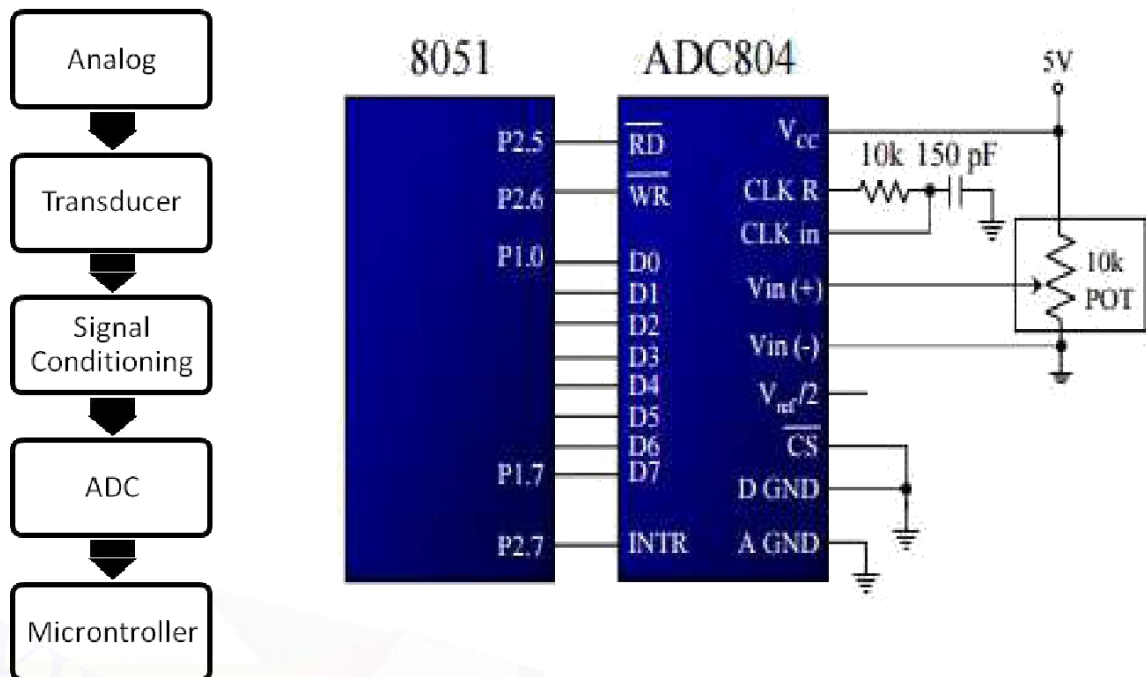 Analog
Transducer
Signal
Conditioning
ADC
Microntroller
8051
ADC804
P2.5
P2.6
P1.0
P1.7
P2.7
RD
WR
D0
D1
D2
D3
D4
D5
D6
D7
INTR
Vcc
CLK R
CLK in
Vin (+)
Vin (-)
Vref/2
CS
D GND
A GND
10k 150 pF
5V
10k
POT